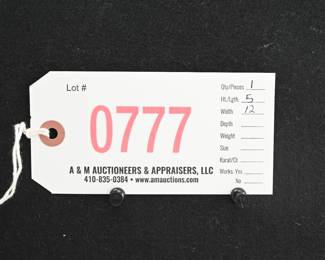 Lot #
0777
A & M AUCTIONEERS & APPRAISERS, LLC
410-835-0384 • www.amauctions.com
Qty/Pieces 1
Ht/Lgth. 5
Width 12
Depth
Weight
Size
Karat/Ct
Works: Yes
No